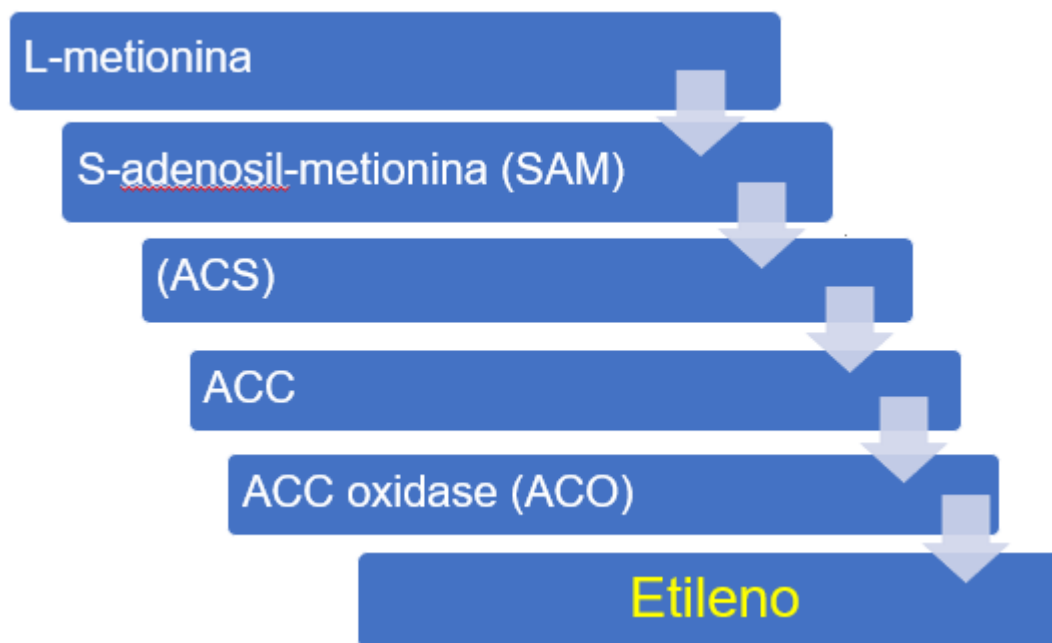 L-metionina
S-adenosil-metionina (SAM)
(ACS)
ACC
ACC oxidase (ACO)
Etileno